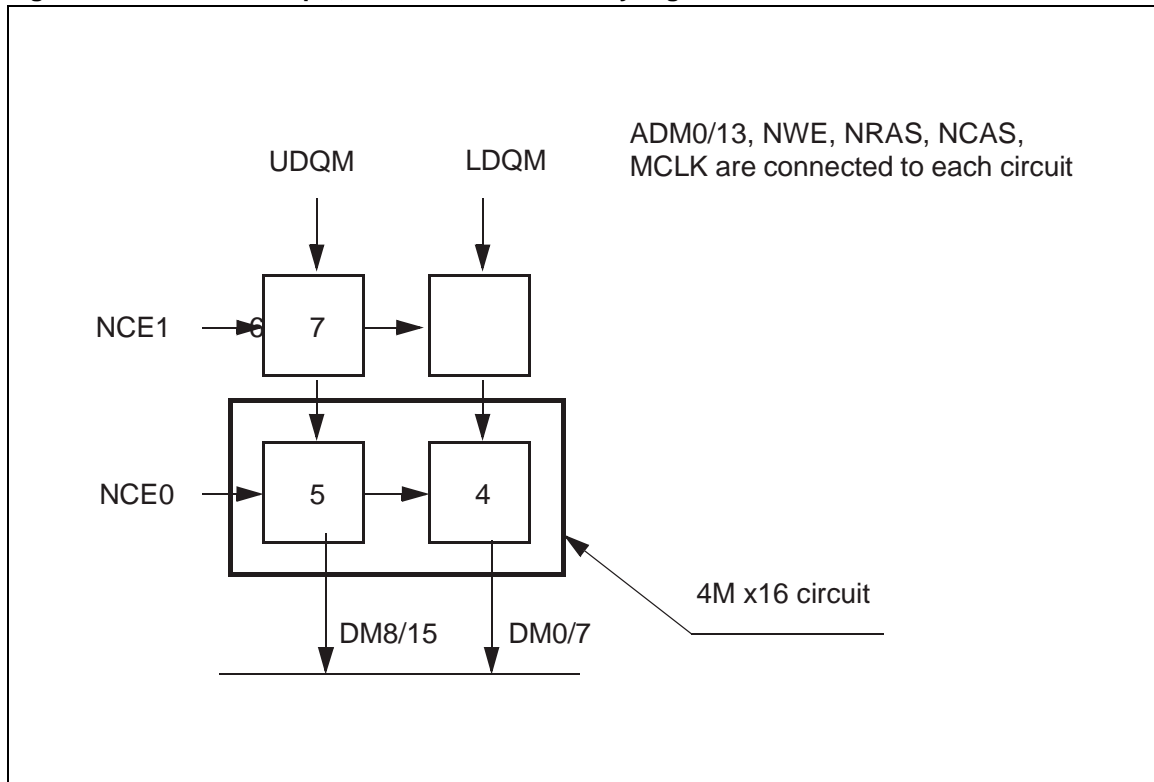 UDQM
LDQM
ADM0/13, NWE, NRAS, NCAS,
MCLK are connected to each circuit
NCE1
6
7
NCE0
5
4
4M x16 circuit
DM8/15
DM0/7